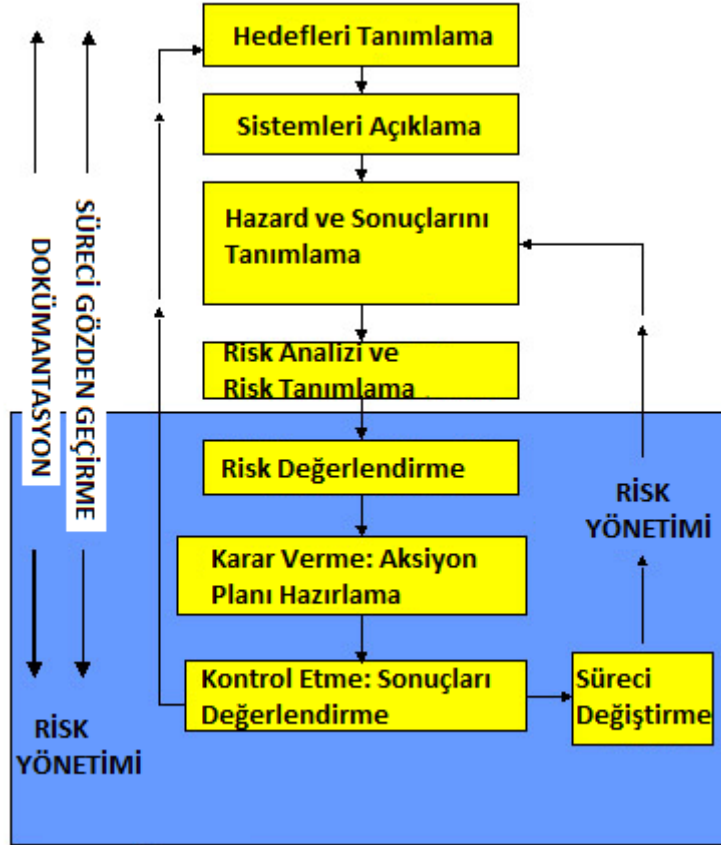 Hedefleri Tanımlama
Sistemleri Açıklama
Hazard ve Sonuçlarını
Tanımlama
Risk Analizi ve
Risk Tanımlama
Risk Değerlendirme
Karar Verme: Aksiyon
Planı Hazırlama
Kontrol Etme: Sonuçları
Değerlendirme
Süreci
Değiştirme
RİSK
YÖNETİMİ
DOKÜMANTASYON
SÜRECİ GÖZDEN GEÇİRME
RİSK
YÖNETİMİ